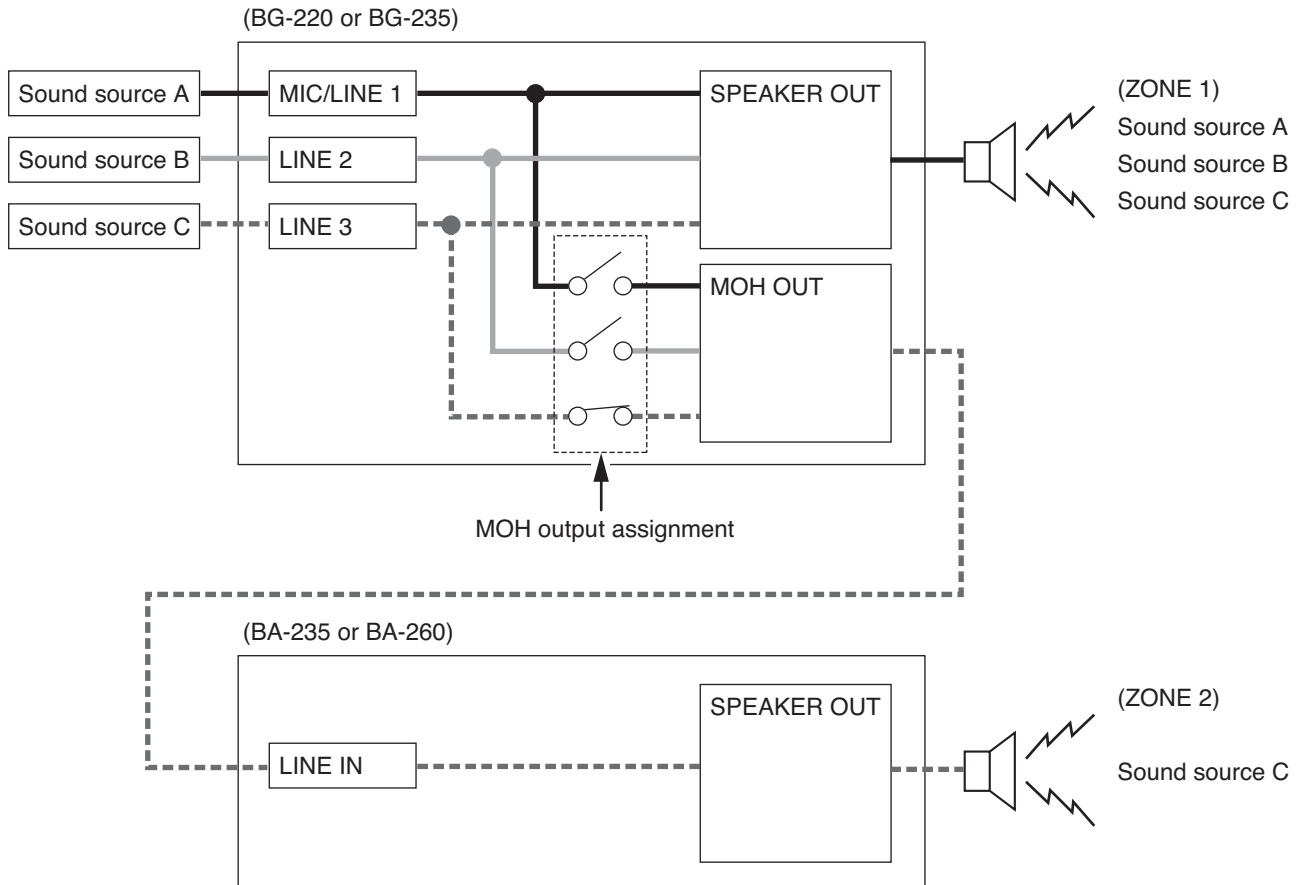 (BG-220 or BG-235)
Sound source A
MIC/LINE 1
SPEAKER OUT
(ZONE 1)
Sound source A
Sound source B
LINE 2
Sound source B
Sound source C
LINE 3
Sound source C
MOH OUT
MOH output assignment
(BA-235 or BA-260)
SPEAKER OUT
(ZONE 2)
LINE IN
Sound source C